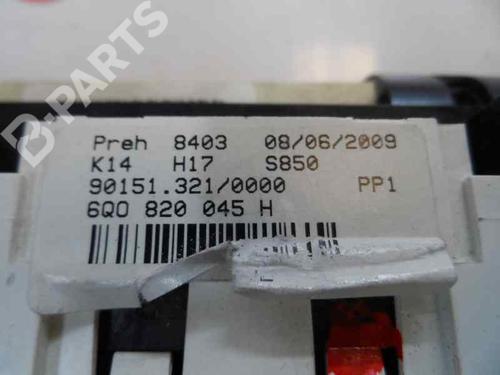 B-PARTS
Preh 8403 08/06/2009
K14 H17 S850
90151.321/0000 PP1
6Q0 820 045 H